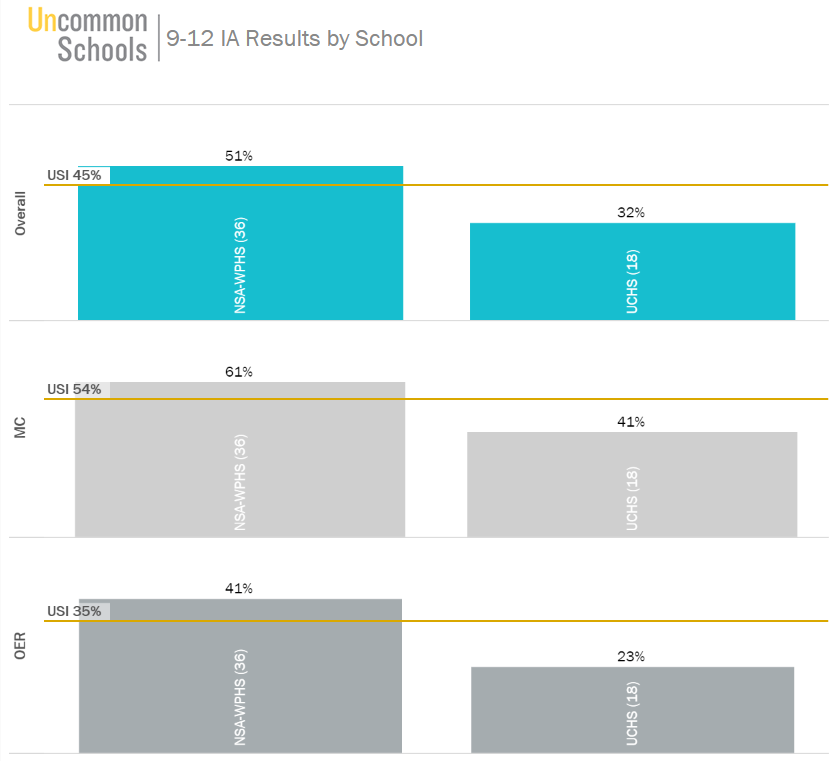 Uncommon
Schools
9-12 IA Results by School
Overall
51%
USI 45%
NSA-WPHS (36)
32%
UCHS (18)
MC
61%
USI 54%
NSA-WPHS (36)
41%
UCHS (18)
OER
41%
USI 35%
NSA-WPHS (36)
23%
UCHS (18)